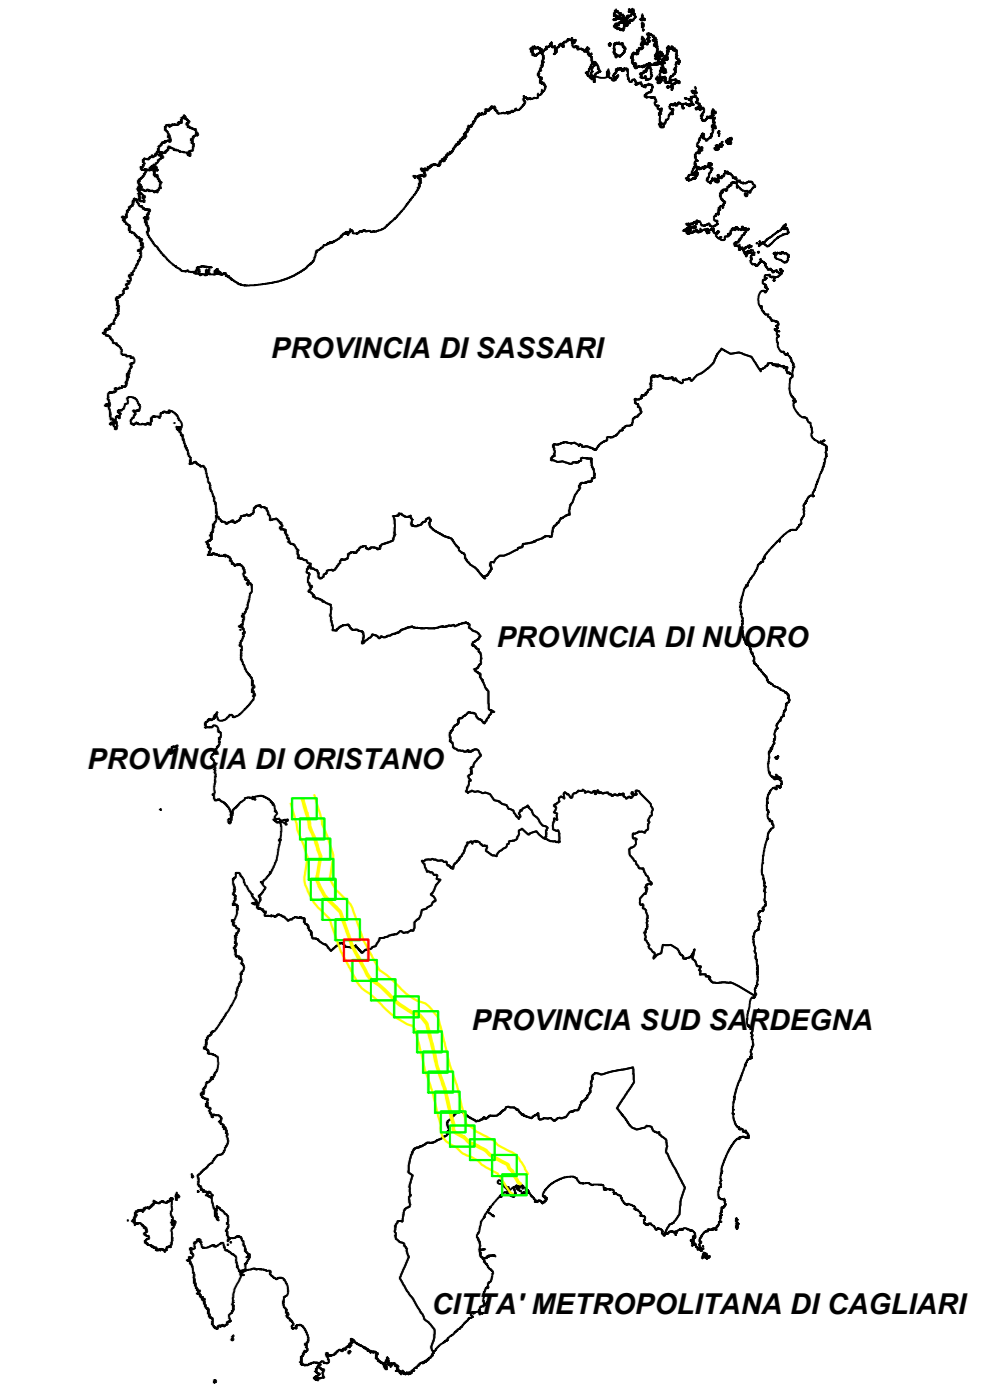 PROVINCIA DI SASSARI
PROVINCIA DI NUORO
PROVINCIA DI ORISTANO
PROVINCIA SUD SARDEGNA
CITTA' METROPOLITANA DI CAGLIARI